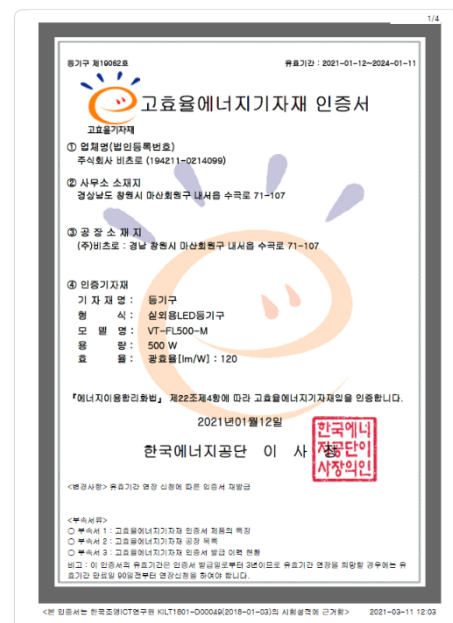 1/4
등기구 제19062호 유효기간 : 2021-01-12~2024-01-11
고효율에너지기자재 인증서
고효율기자재
① 업체명(법인등록번호)
주식회사 비츠로 (194211-0214099)
② 사무소 소재지
경상남도 창원시 마산회원구 내서읍 수곡로 71-107
③ 공 장 소 재 지
(주)비츠로 : 경남 창원시 마산회원구 내서읍 수곡로 71-107
④ 인증기자재
기 자 재 명 : 등기구
형 식 : 실외용LED등기구
모 델 명 : VT-FL500-M
용 량 : 500 W
효 율 : 광효율[lm/W] : 120
『에너지이용합리화법』 제22조제4항에 따라 고효율에너지기자재임을 인증합니다.
2021년01월12일
한국에너지공단 이 사 장
한국에너
지공단이
사장의인
<변경사항> 유효기간 연장 신청에 따른 인증서 재발급
<부속서류>
○ 부속서 1 : 고효율에너지기자재 인증서 제품의 특징
○ 부속서 2 : 고효율에너지기자재 공장 목록
○ 부속서 3 : 고효율에너지기자재 인증서 발급 이력 현황
비고 : 이 인증서의 유효기간은 인증서 발급일로부터 3년이므로 유효기간 연장을 희망할 경우에는 유
효기간 만료일 90일전부터 연장신청을 하여야 합니다.
<본 인증서는 한국조명ICT연구원 KILT1801-D00049(2018-01-03)의 시험성적에 근거함> 2021-03-11 12:03